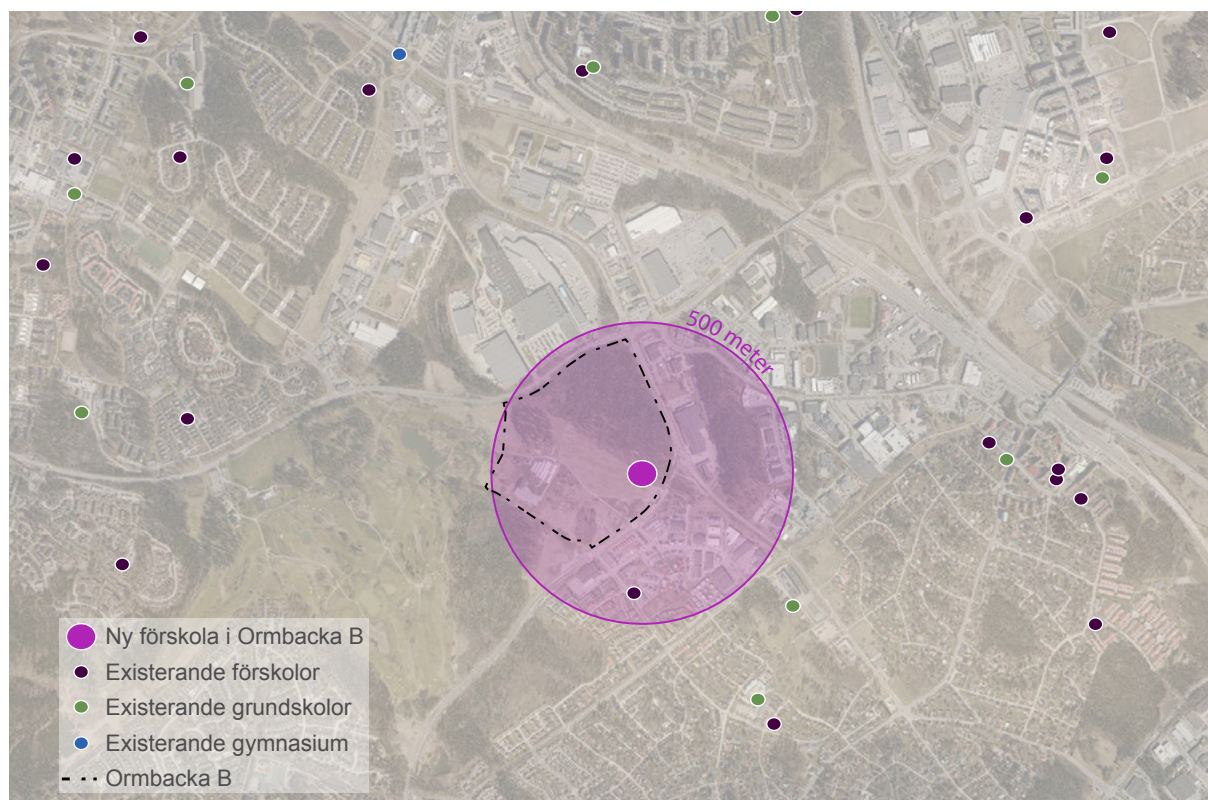 500 meter
Ny förskola i Ormbacka B
Existerande förskolor
Existerande grundskolor
Existerande gymnasium
Ormbacka B